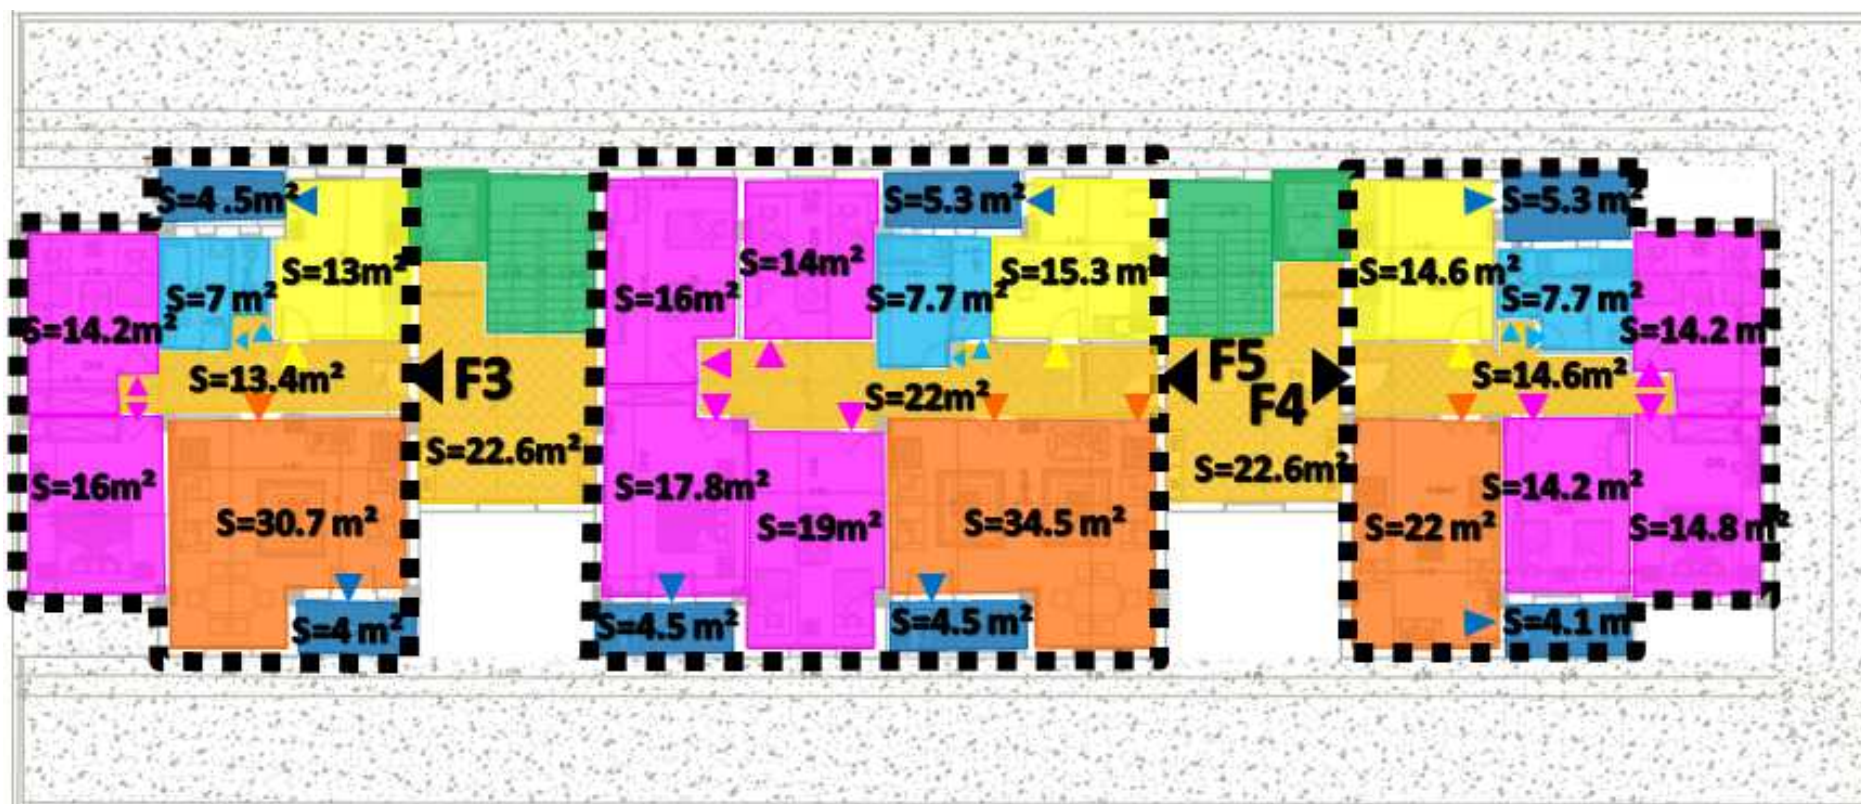 S=4 .5m²
S=13m²
S=7 m²
S=14.2m²
S=13.4m²
S=16m²
S=30.7 m²
S=4 m²
F3
S=22.6m²
S=16m²
S=14m²
S=5.3 m²
S=7.7 m²
S=15.3 m
S=22m²
S=17.8m²
S=19m²
S=34.5 m²
S=4.5 m²
S=4.5 m²
F5
F4
S=22.6m²
S=14.6 m²
S=5.3 m²
S=7.7 m²
S=14.2 m
S=14.6m²
S=22 m²
S=14.2 m²
S=14.8 m²
S=4.1 m²